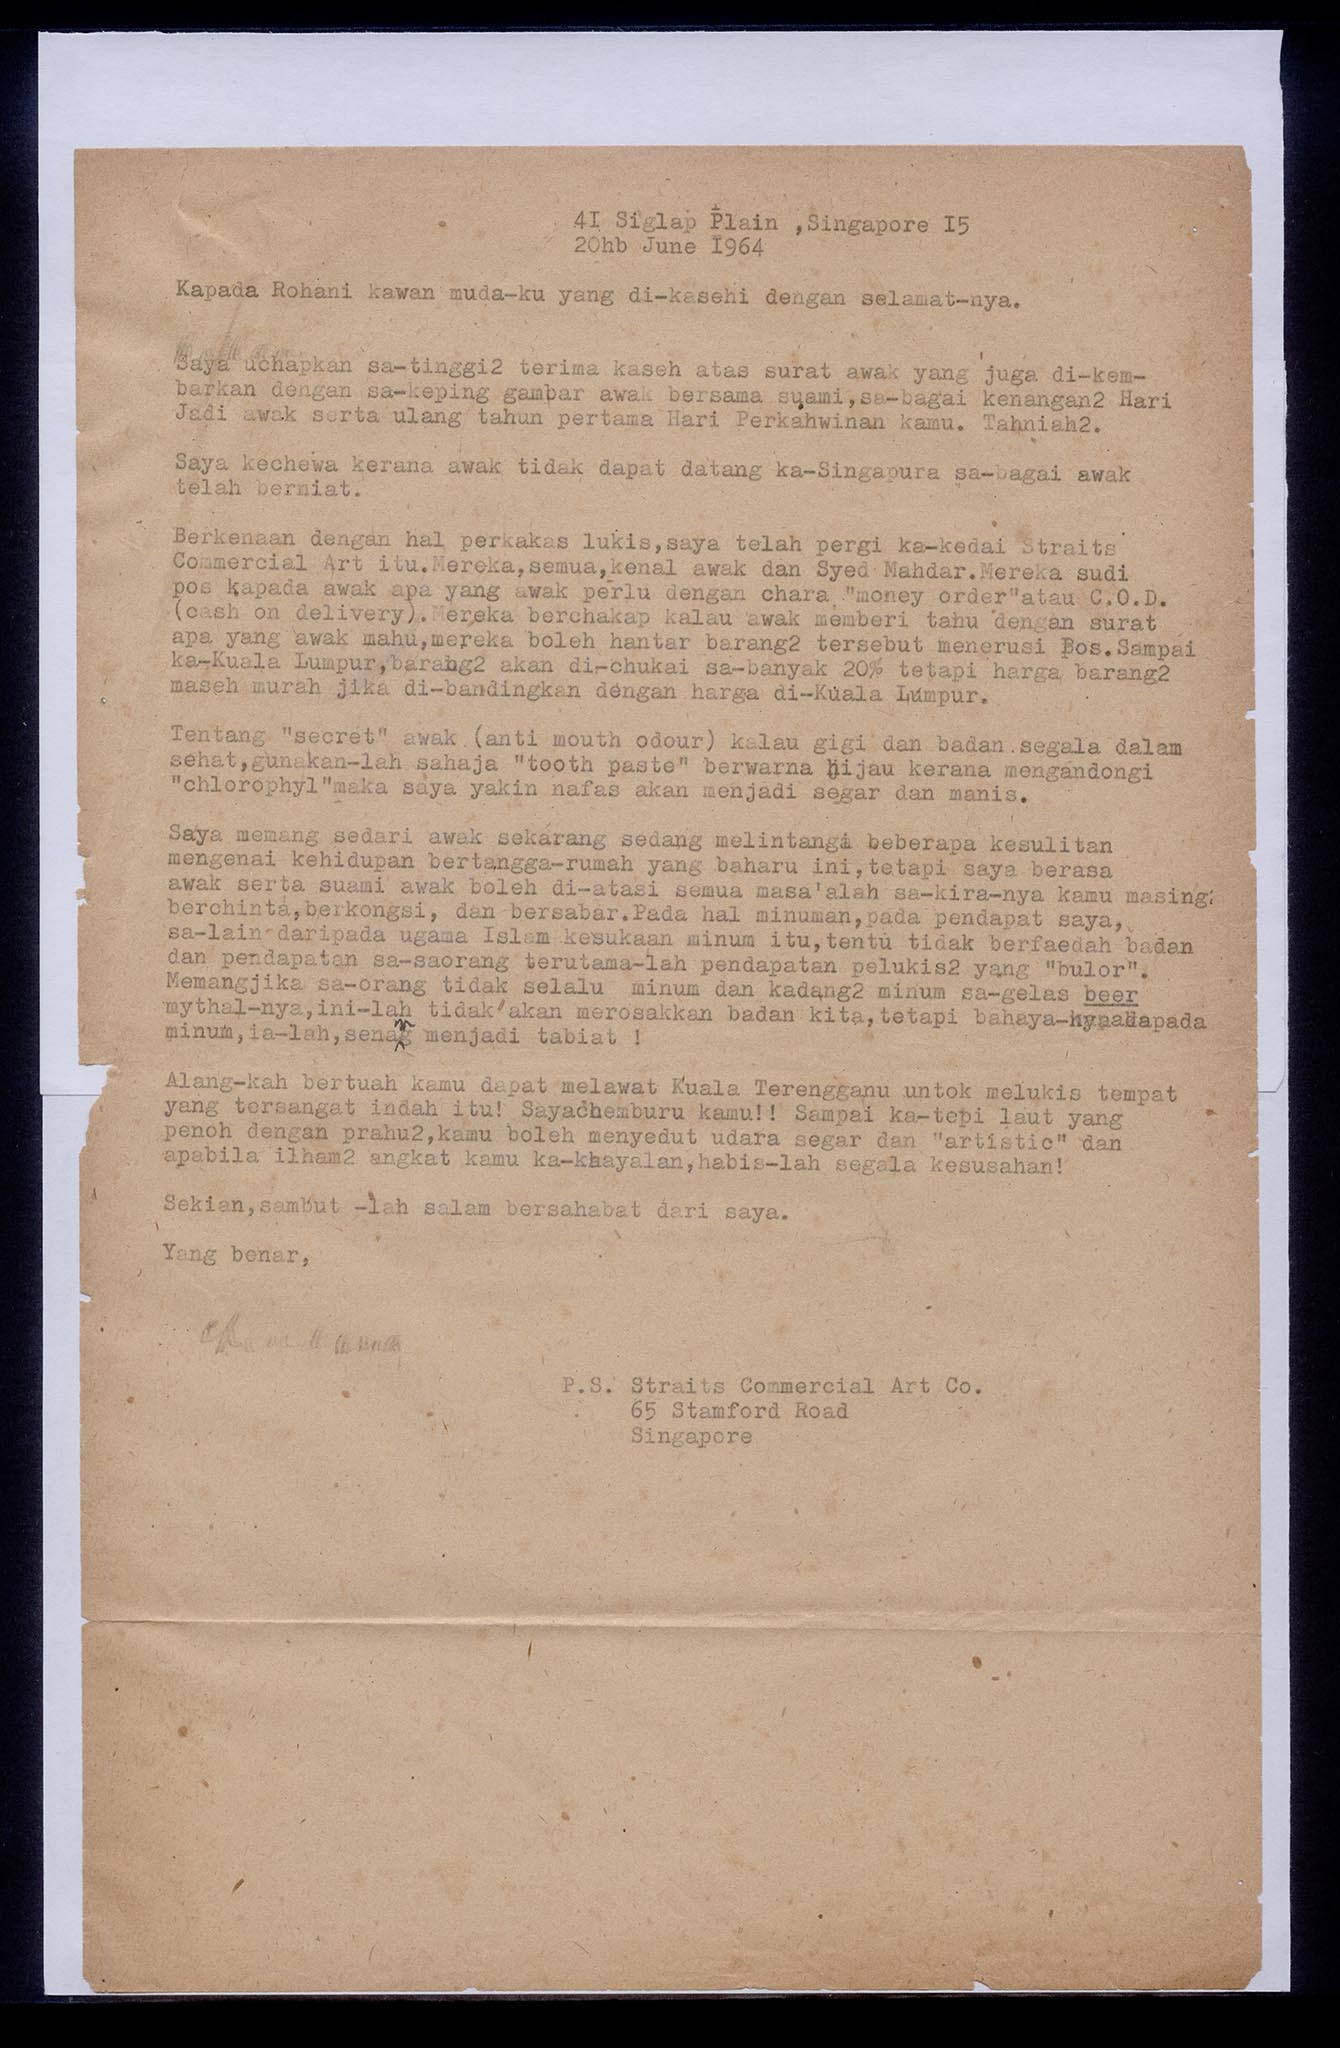 41 Siglap Plain ,Singapore I5
20hb June I964
Kapada Rohani kawan muda-ku yang di-kasehi dengan selamat-nya.
Saya uchapkan sa-tinggi2 terima kaseh atas surat awak yang juga di-kem-
barkan dengan sa-keping gambar awak bersama suami,sa-bagai kenangan2 Hari
Jadi awak serta ulang tahun pertama Hari Perkahwinan kamu. Tahniah2.
Saya kechewa kerana awak tidak dapat datang ka-Singapura sa-bagai awak
telah berniat.
Berkenaan dengan hal perkakas lukis,saya telah pergi ka-kedai Straits
Commercial Art itu.Mereka,semua,kenal awak dan Syed Mahdar.Mereka sudi
pos kapada awak apa yang awak perlu dengan chara "money order"atau C.O.D.
(cash on delivery).Mereka berchakap kalau awak memberi tahu dengan surat
apa yang awak mahu,mereka boleh hantar barang2 tersebut menerusi Pos.Sampai
ka-Kuala Lumpur,barang2 akan di-chukai sa-banyak 20% tetapi harga barang2
maseh murah jika di-bandingkan dengan harga di-Kuala Lumpur.
Tentang "secret" awak (anti mouth odour) kalau gigi dan badan segala dalam
sehat,gunakan-lah sahaja "tooth paste" berwarna hijau kerana mengandongi
"chlorophyl"maka saya yakin nafas akan menjadi segar dan manis.
Saya memang sedari awak sekarang sedang melintangi beberapa kesulitan
mengenai kehidupan bertangga-rumah yang baharu ini,tetapi saya berasa
awak serta suami awak boleh di-atasi semua masa'alah sa-kira-nya kamu masing2
berchinta,berkongsi, dan bersabar.Pada hal minuman,pada pendapat saya,
sa-lain daripada ugama Islam kesukaan minum itu,tentu tidak berfaedah badan
dan pendapatan sa-saorang terutama-lah pendapatan pelukis2 yang "bulor".
Memangjika sa-orang tidak selalu minum dan kadang2 minum sa-gelas beer
mythal-nya,ini-lah tidak akan merosakkan badan kita,tetapi bahaya-nya dapada
minum,ia-lah,senang menjadi tabiat !
Alang-kah bertuah kamu dapat melawat Kuala Terengganu untok melukis tempat
yang tersangat indah itu! Sayachemburu kamu!! Sampai ka-tepi laut yang
penoh dengan prahu2,kamu boleh menyedut udara segar dan "artistic" dan
apabila ilham2 angkat kamu ka-khayalan,habis-lah segala kesusahan!
Sekian,sambut -lah salam bersahabat dari saya.
Yang benar,
P.S. Straits Commercial Art Co.
65 Stamford Road
Singapore